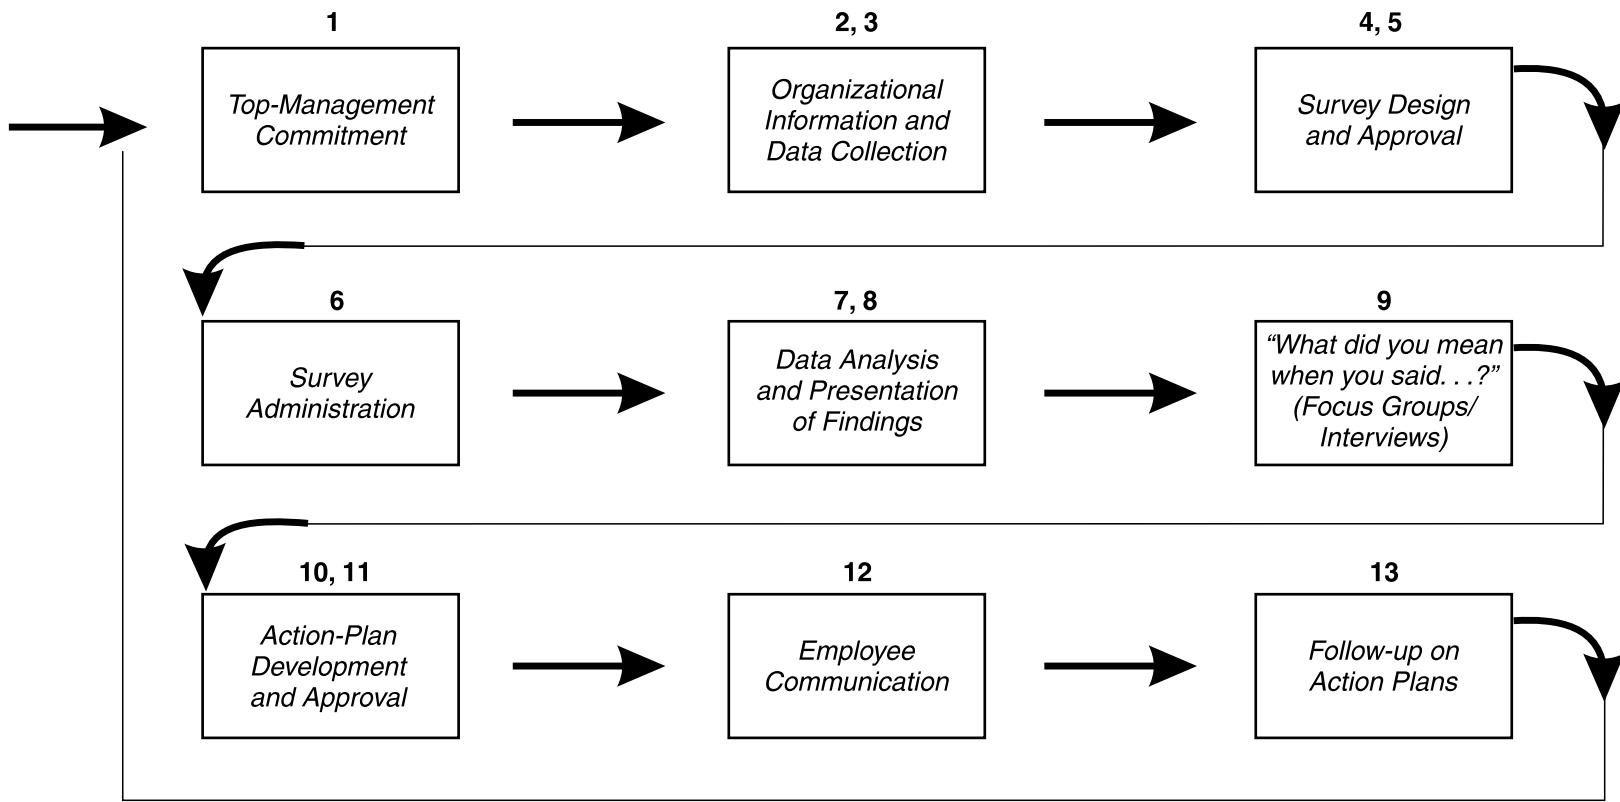 1
Top-Management
Commitment
2, 3
Organizational
Information and
Data Collection
4, 5
Survey Design
and Approval
6
Survey
Administration
7, 8
Data Analysis
and Presentation
of Findings
9
“What did you mean
when you said. . .?”
(Focus Groups/
Interviews)
10, 11
Action-Plan
Development
and Approval
12
Employee
Communication
13
Follow-up on
Action Plans